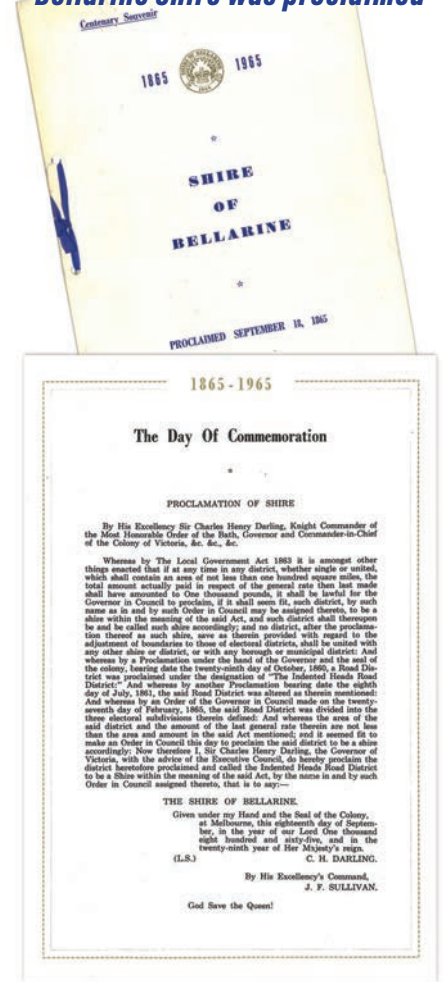 Bellarine Shire was proclaimed
Centenary Souvenir
1865 1965
SHIRE
OF
BELLARINE
PROCLAIMED SEPTEMBER 18, 1865
1865-1965
The Day Of Commemoration
PROCLAMATION OF SHIRE
By His Excellency Sir Charles Henry Darling, Knight Commander of
the Most Honorable Order of the Bath, Governor and Commander-in-Chief
of the Colony of Victoria, &c. &c., &c.
Whereas by The Local Government Act 1863 it is amongst other
things enacted that if at any time in any district, whether single or united,
which shall contain an area of not less than one hundred square miles, the
total amount actually paid in respect of the general rate then last made
shall have amounted to One thousand pounds, it shall be lawful for the
Governor in Council to proclaim, if it shall seem fit, such district, by such
name as in and by such Order in Council may be assigned thereto, to be a
shire within the meaning of the said Act, and such district shall thereupon
be and be called such shire accordingly; and no district, after the proclama-
tion thereof as such shire, save as therein provided with regard to the
adjustment of boundaries to those of electoral districts, shall be united with
any other shire or district, or with any borough or municipal district: And
whereas by a Proclamation under the hand of the Governor and the seal of
the colony, bearing date the twenty-ninth day of October, 1860, a Road Dis-
trict was proclaimed under the designation of "The Indented Heads Road
District:" And whereas by another Proclamation bearing date the eighth
day of July, 1861, the said Road District was altered as therein mentioned:
And whereas by an Order of the Governor in Council made on the twenty-
seventh day of February, 1865, the said Road District was divided into the
three electoral subdivisions therein defined: And whereas the area of the
said district and the amount of the last general rate therein are not less
than the area and amount in the said Act mentioned; and it seemed fit to
make an Order in Council this day to proclaim the said district to be a shire
accordingly: Now therefore I, Sir Charles Henry Darling, the Governor of
Victoria, with the advice of the Executive Council, do hereby proclaim the
district heretofore proclaimed and called the Indented Heads Road District
to be a Shire within the meaning of the said Act, by the name in and by such
Order in Council assigned thereto, that is to say:—
THE SHIRE OF BELLARINE.
Given under my Hand and the Seal of the Colony,
at Melbourne, this eighteenth day of Septem-
ber, in the year of our Lord One thousand
eight hundred and sixty-five, and in the
twenty-ninth year of Her Majesty's reign.
(L.S.) C. H. DARLING.
By His Excellency's Command,
J. F. SULLIVAN.
God Save the Queen!